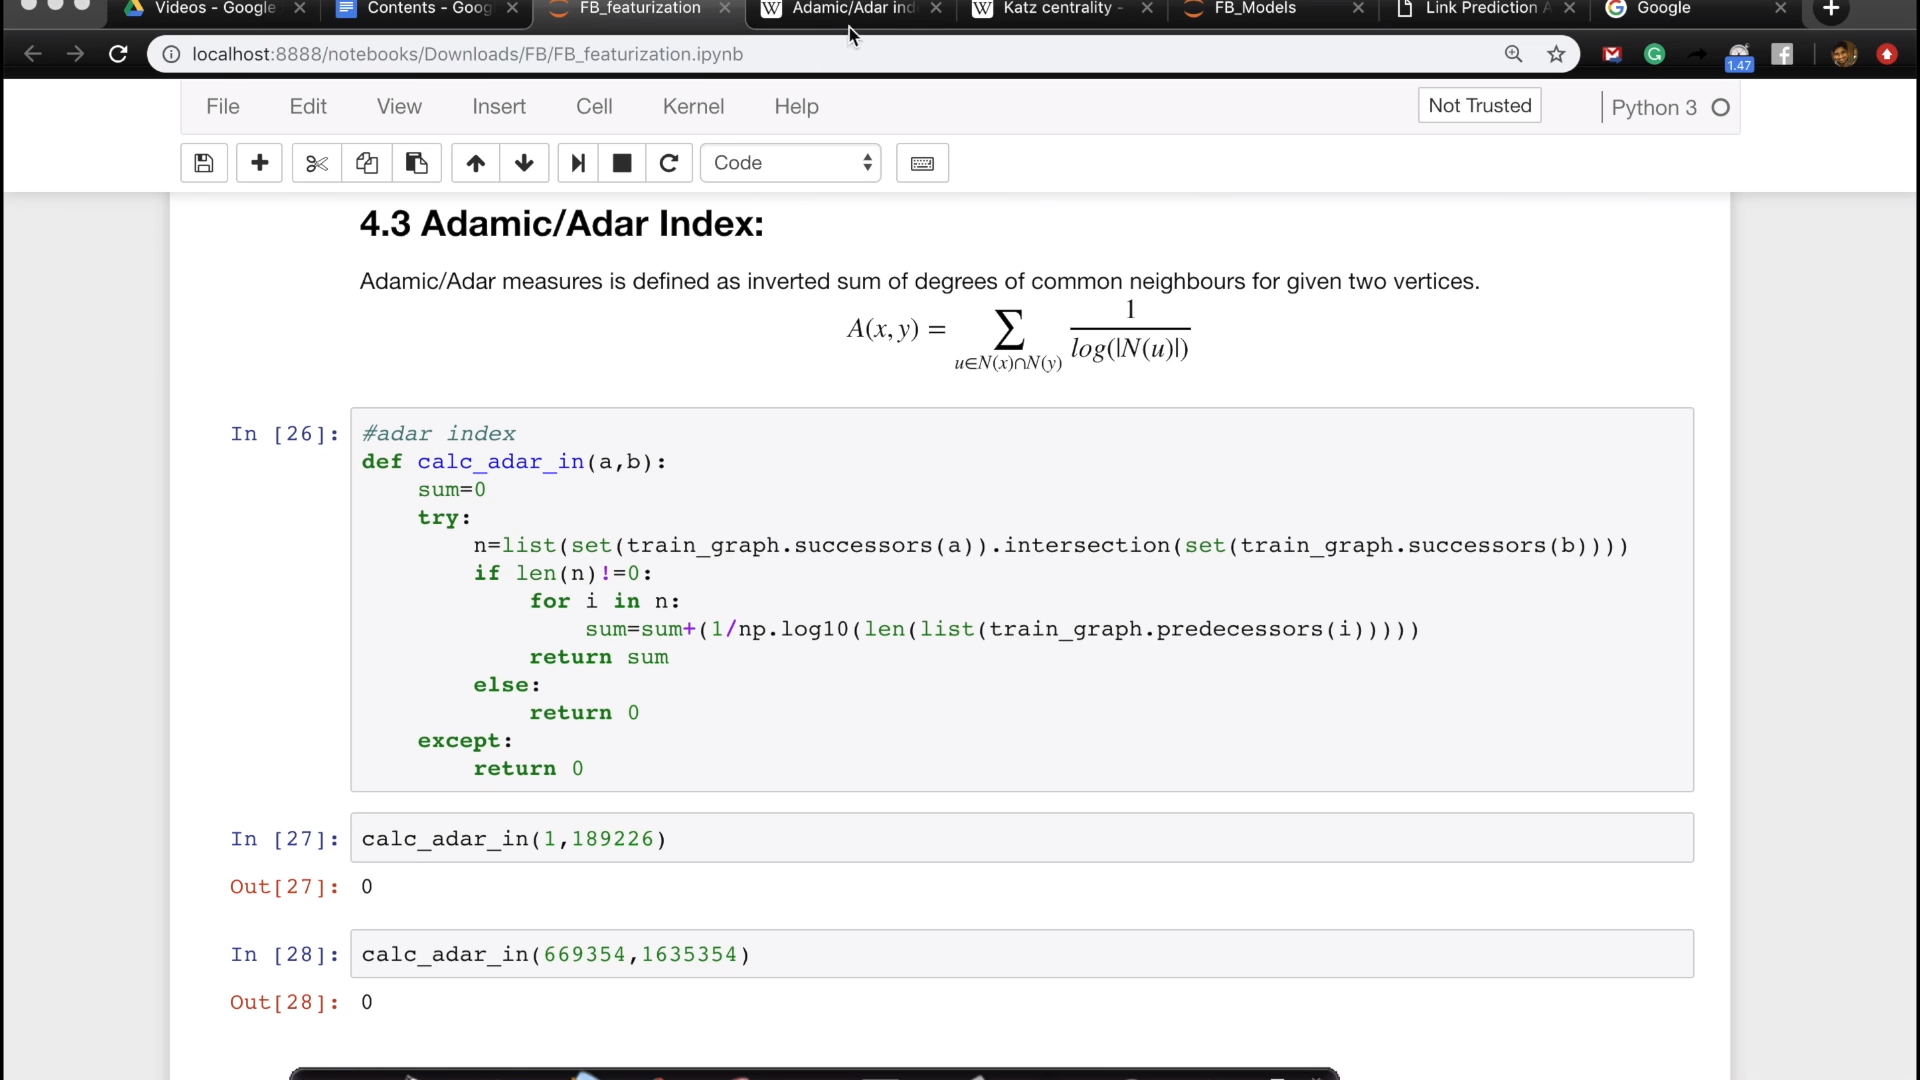 Videos - Google
Contents - Goog
FB_featurization
Adamic/Adar ind
Katz centrality -
FB_Models
Link Prediction A
Google
localhost:8888/notebooks/Downloads/FB/FB_featurization.ipynb
1.47
File Edit View Insert Cell Kernel Help
Not Trusted
Python 3
Code
4.3 Adamic/Adar Index:
Adamic/Adar measures is defined as inverted sum of degrees of common neighbours for given two vertices.
A(x, y) = ∑ u∈N(x)∩N(y) 1 / log(|N(u)|)
In [26]:
#adar index
def calc_adar_in(a,b):
    sum=0
    try:
        n=list(set(train_graph.successors(a)).intersection(set(train_graph.successors(b))))
        if len(n)!=0:
            for i in n:
                sum=sum+(1/np.log10(len(list(train_graph.predecessors(i)))))
            return sum
        else:
            return 0
    except:
        return 0
In [27]: calc_adar_in(1,189226)
Out[27]: 0
In [28]: calc_adar_in(669354,1635354)
Out[28]: 0